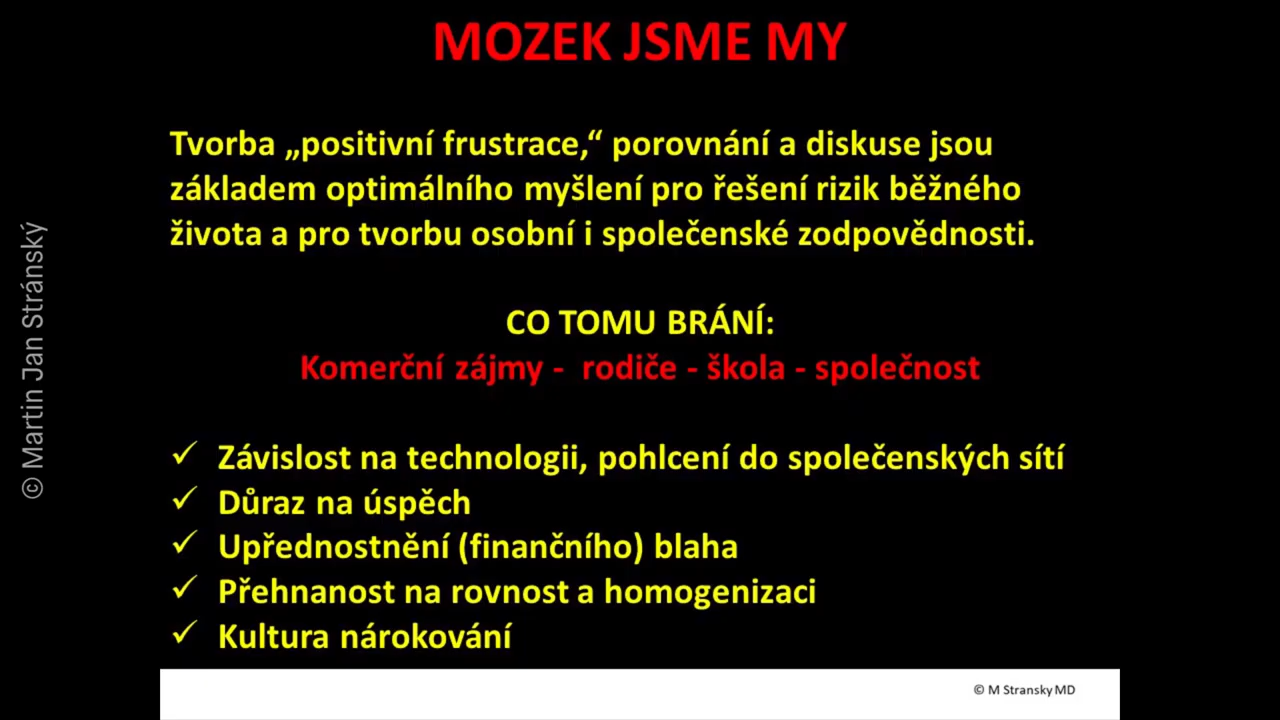 MOZEK JSME MY
Tvorba „positivní frustrace,“ porovnání a diskuse jsou
základem optimálního myšlení pro řešení rizik běžného
života a pro tvorbu osobní i společenské zodpovědnosti.
CO TOMU BRÁNÍ:
Komerční zájmy - rodiče - škola - společnost
✓ Závislost na technologii, pohlcení do společenských sítí
✓ Důraz na úspěch
✓ Upřednostnění (finančního) blaha
✓ Přehnanost na rovnost a homogenizaci
✓ Kultura nárokování
© M Stransky MD
© Martin Jan Stránský